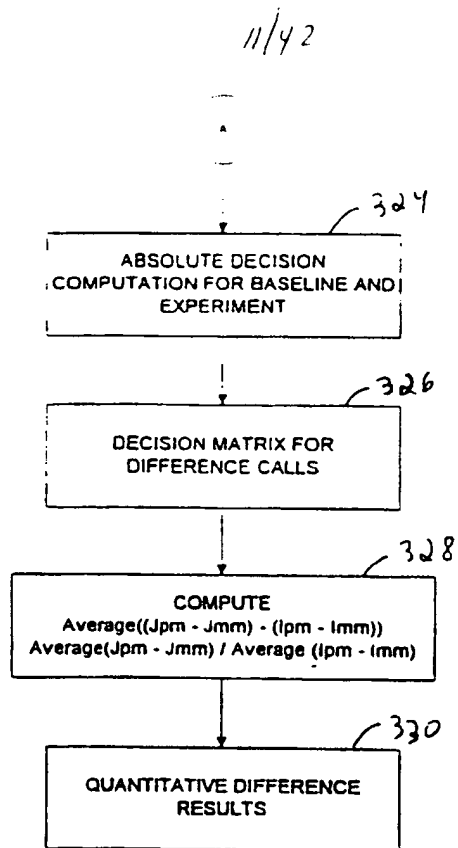 11/42
A
324
ABSOLUTE DECISION
COMPUTATION FOR BASELINE AND
EXPERIMENT
326
DECISION MATRIX FOR
DIFFERENCE CALLS
328
COMPUTE
Average((Jpm - Jmm) - (Ipm - Imm))
Average(Jpm - Jmm) / Average (Ipm - Imm)
330
QUANTITATIVE DIFFERENCE
RESULTS